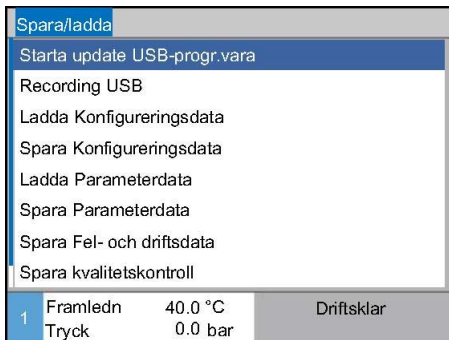 Spara/ladda
Starta update USB-progr.vara
Recording USB
Ladda Konfigureringsdata
Spara Konfigureringsdata
Ladda Parameterdata
Spara Parameterdata
Spara Fel- och driftsdata
Spara kvalitetskontroll
1 Framledn 40.0 °C Driftsklar
Tryck 0.0 bar